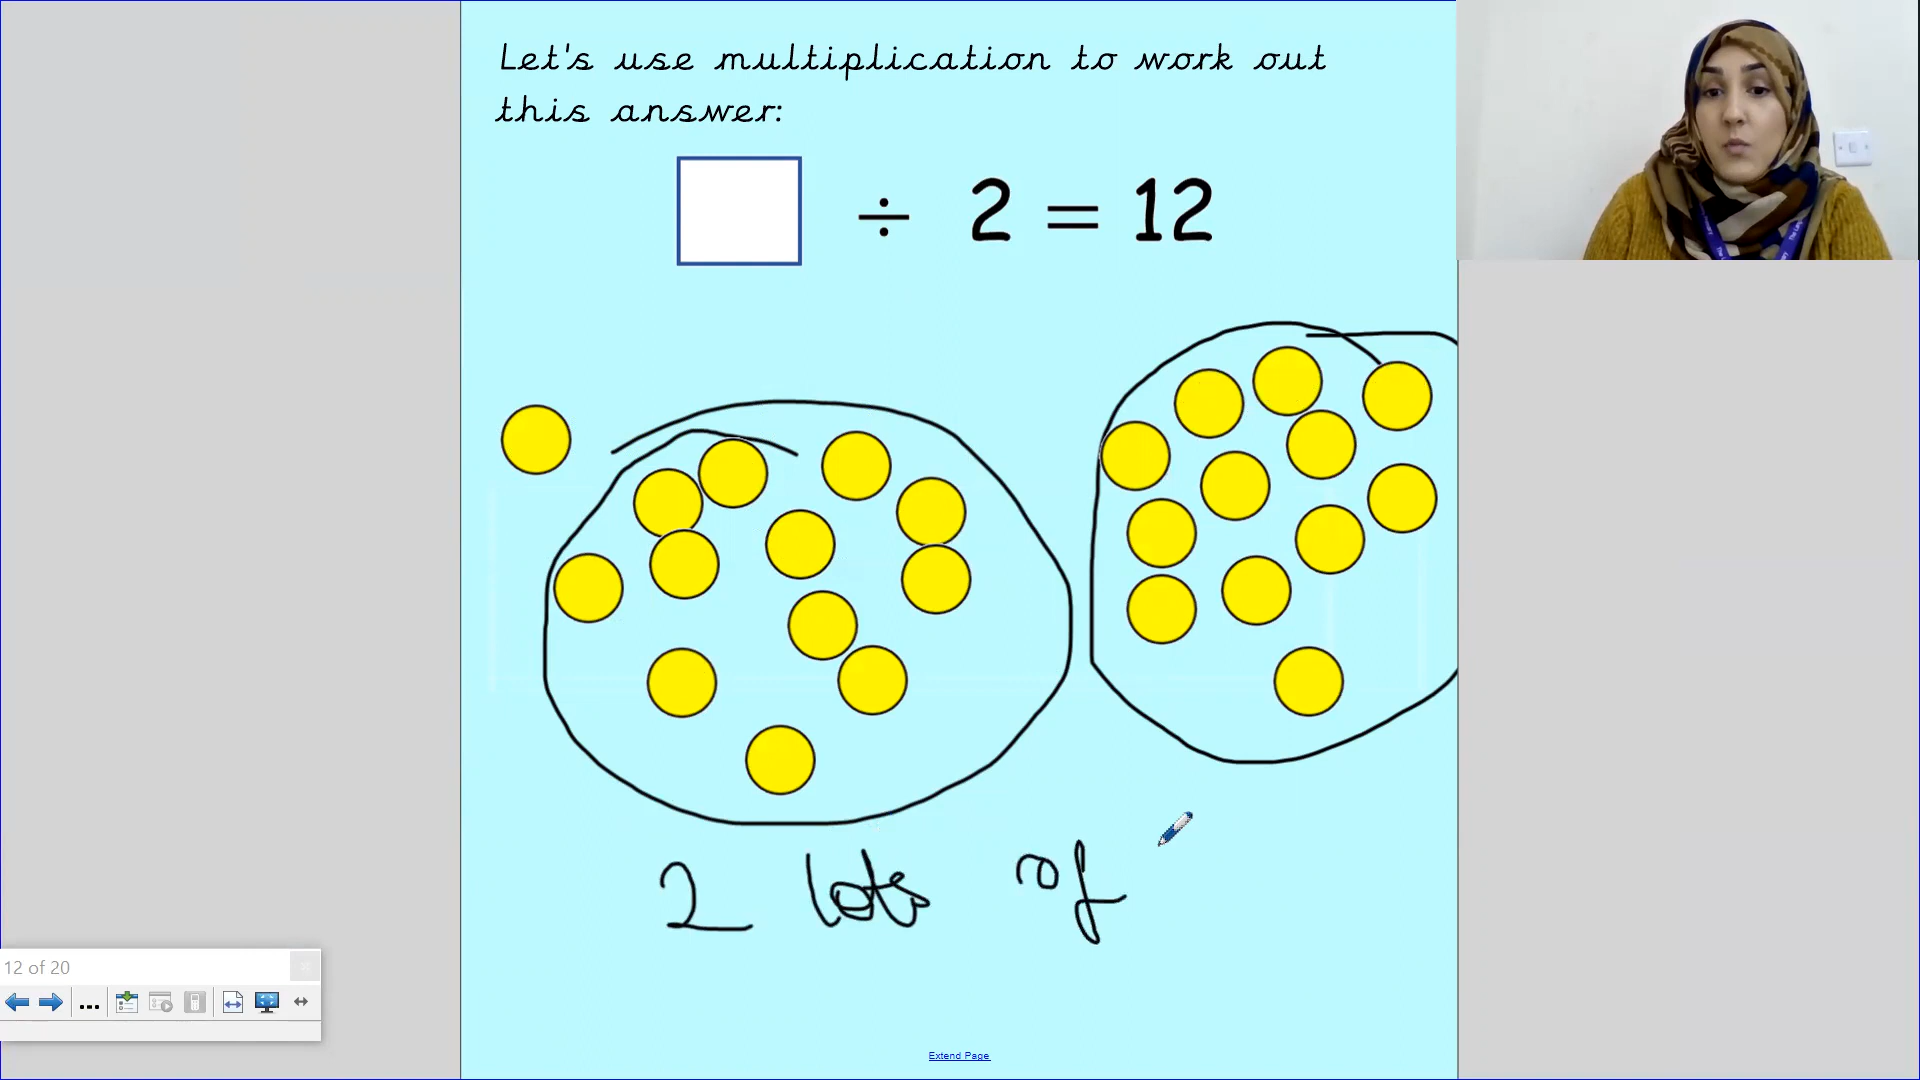 Let's use multiplication to work out
this answer:
÷ 2 = 12
2 lots of
12 of 20
...
Extend Page